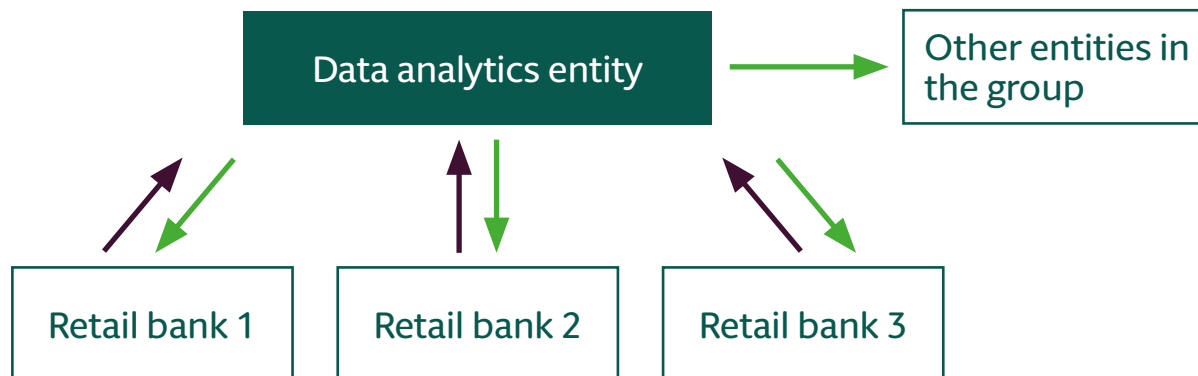 Data analytics entity
Other entities in
the group
Retail bank 1
Retail bank 2
Retail bank 3